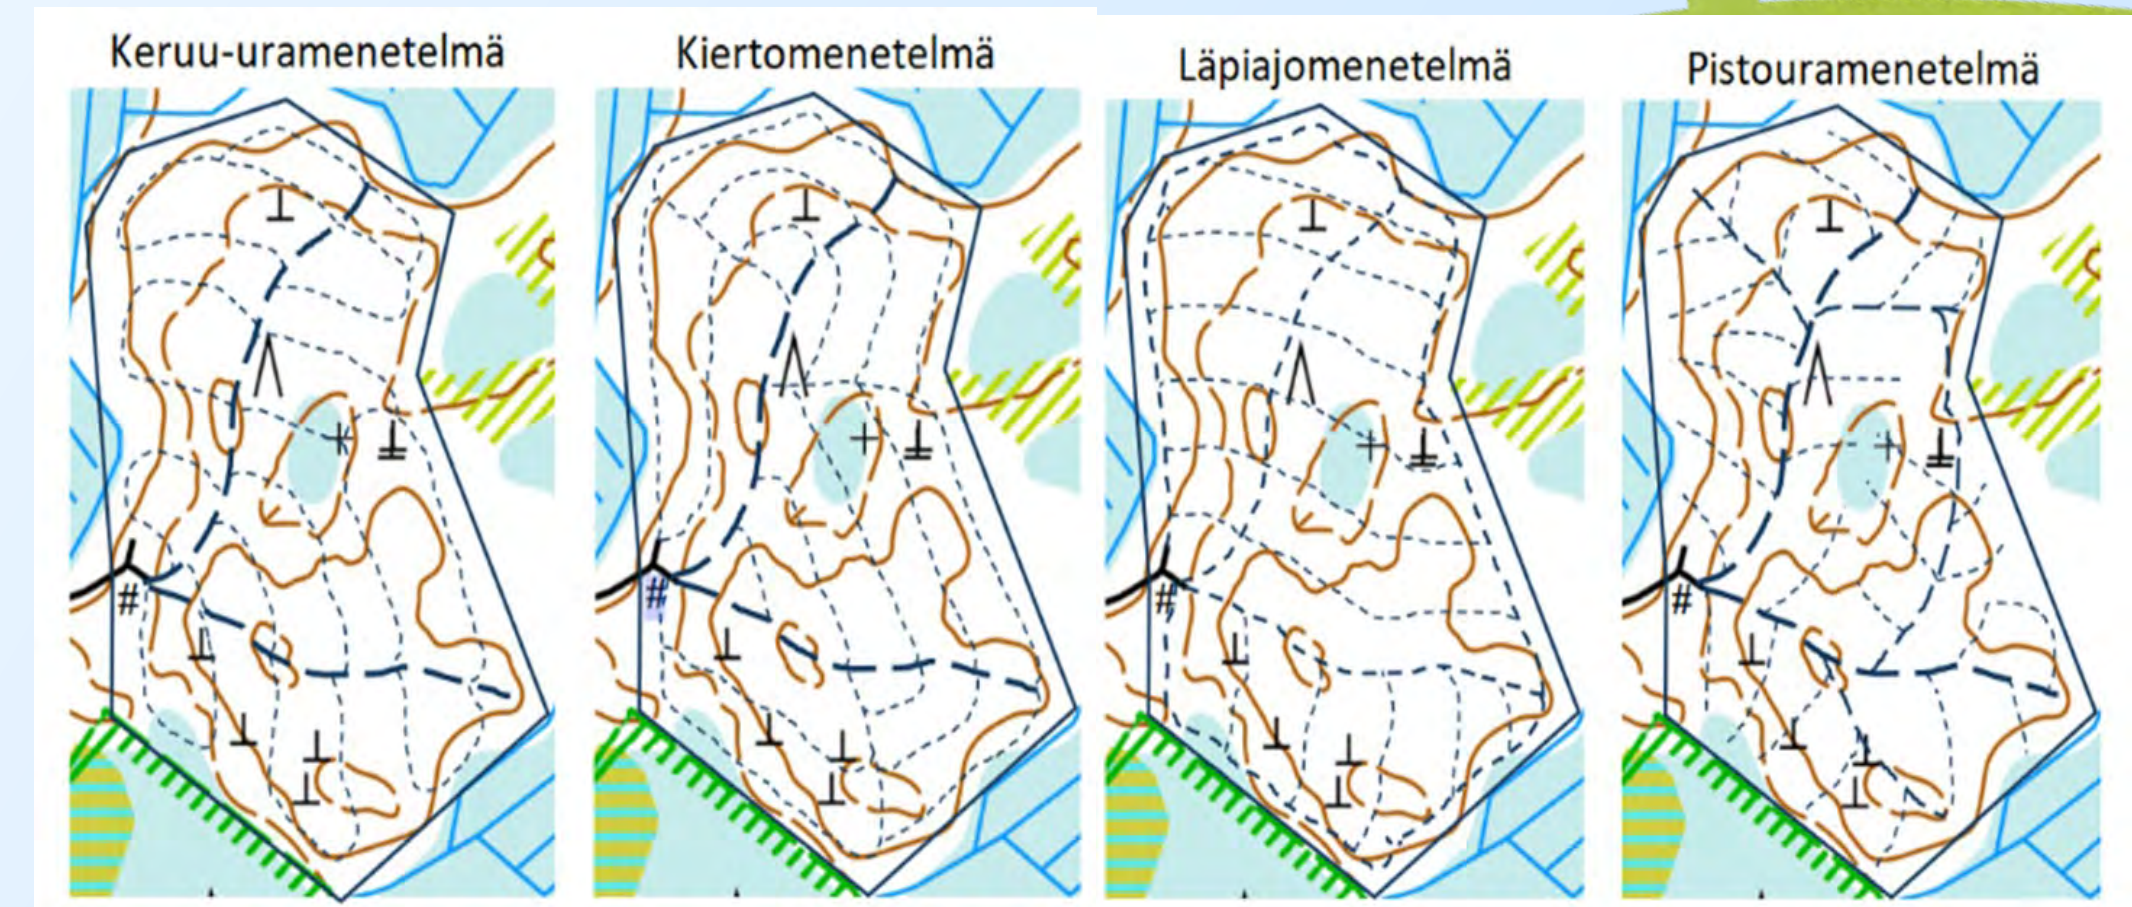 Keruu-uramenetelmä
Kiertomenetelmä
Läpiajomenetelmä
Pistouramenetelmä
#
#
#
#